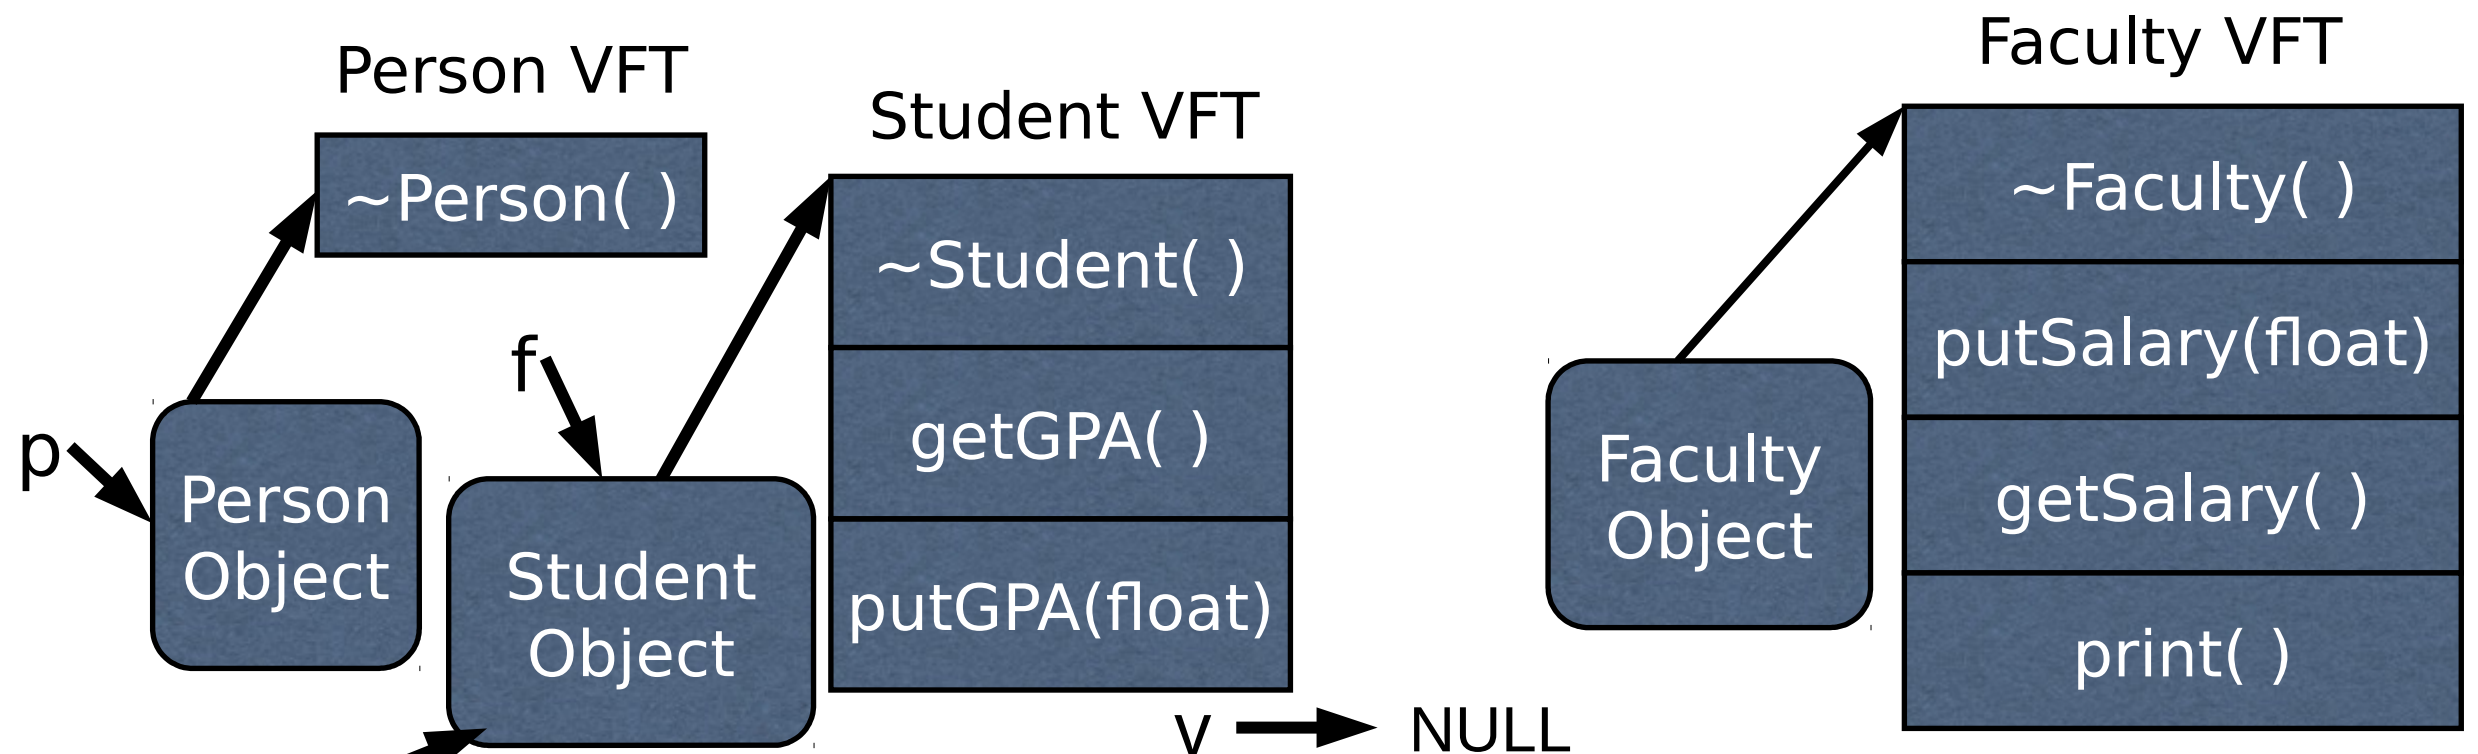 Person VFT
~Person( )
p
Person
Object
f
Student
Object
Student VFT
~Student( )
getGPA( )
putGPA(float)
v
NULL
Faculty VFT
~Faculty( )
putSalary(float)
getSalary( )
print( )
Faculty
Object